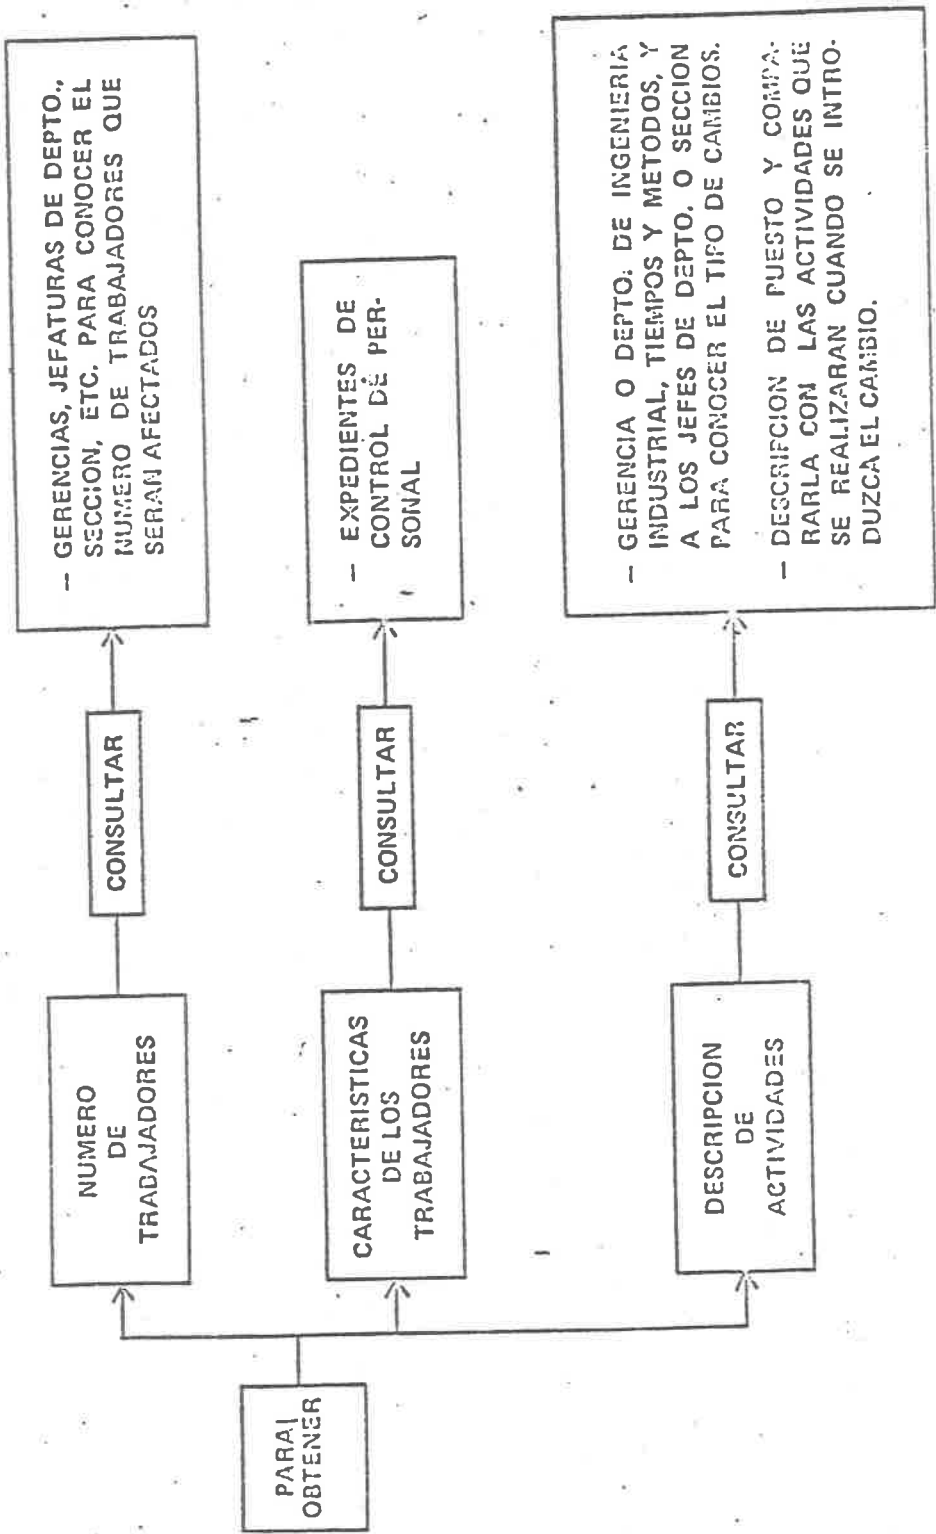 PARA
OBTENER
NUMERO
DE
TRABAJADORES
CONSULTAR
— GERENCIAS, JEFATURAS DE DEPTO.,
SECCION, ETC. PARA CONOCER EL
NUMERO DE TRABAJADORES QUE
SERAN AFECTADOS
CARACTERISTICAS
DE LOS
TRABAJADORES
CONSULTAR
— EXPEDIENTES DE
CONTROL DE PER-
SONAL
DESCRIPCION
DE
ACTIVIDADES
CONSULTAR
— GERENCIA O DEPTO. DE INGENIERIA
INDUSTRIAL, TIEMPOS Y METODOS, Y
A LOS JEFES DE DEPTO. O SECCION
PARA CONOCER EL TIPO DE CAMBIOS.
— DESCRIPCION DE PUESTO Y COMPA-
RARLA CON LAS ACTIVIDADES QUE
SE REALIZARAN CUANDO SE INTRO-
DUZCA EL CAMBIO.